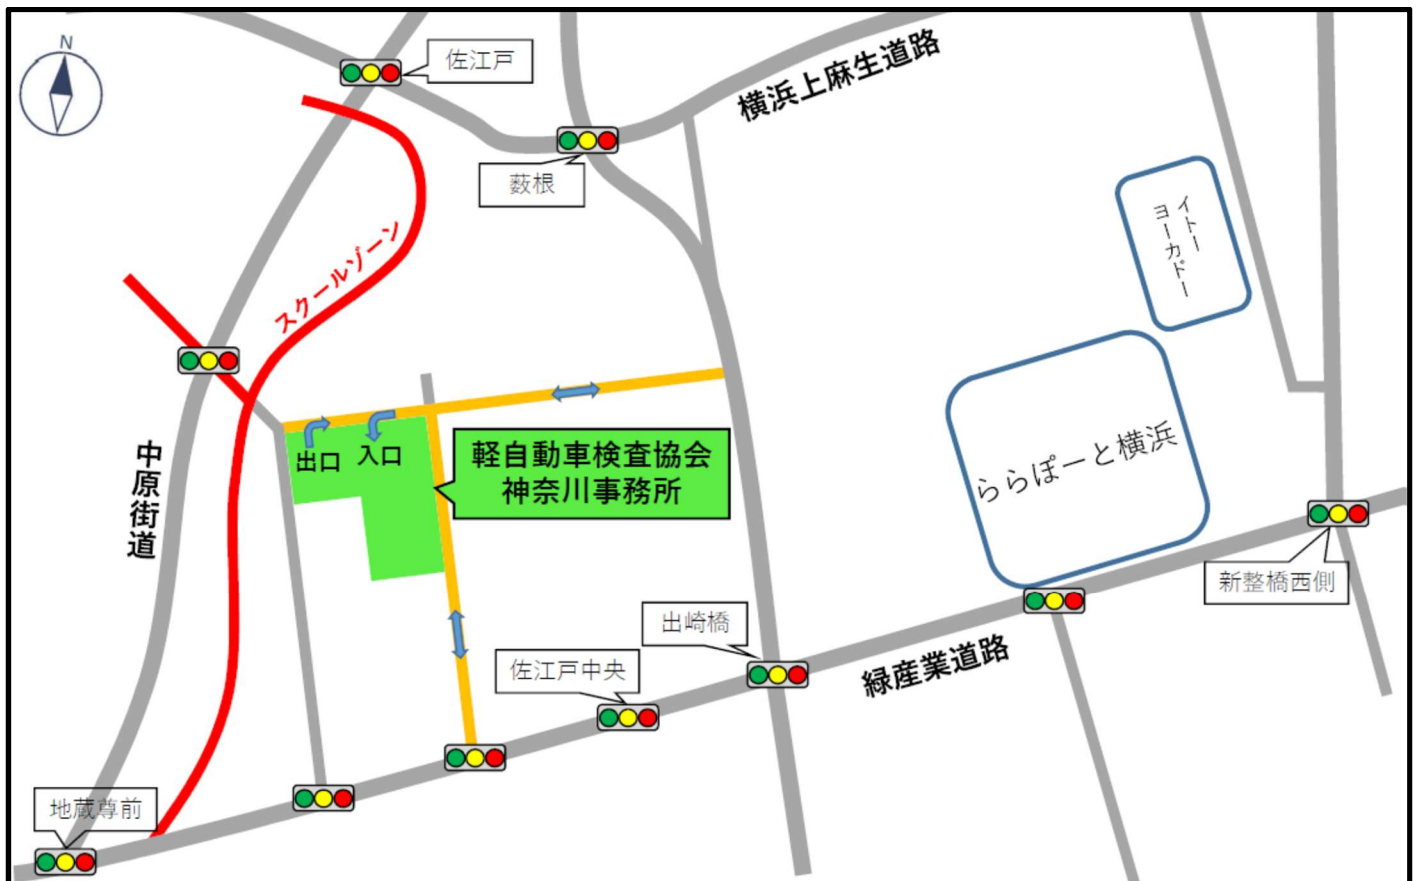 N
佐江戸
横浜上麻生道路
薮根
イトー
ヨーカドー
スクールゾーン
出口
入口
軽自動車検査協会
神奈川事務所
中原街道
ららぽーと横浜
新整橋西側
出崎橋
緑産業道路
佐江戸中央
地蔵尊前